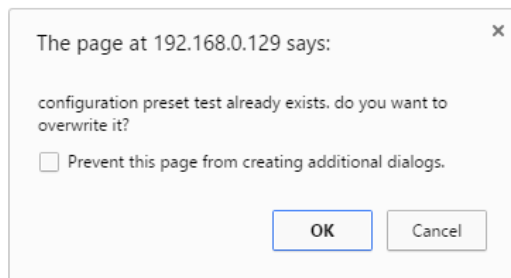 The page at 192.168.0.129 says:
configuration preset test already exists. do you want to
overwrite it?
Prevent this page from creating additional dialogs.
OK
Cancel